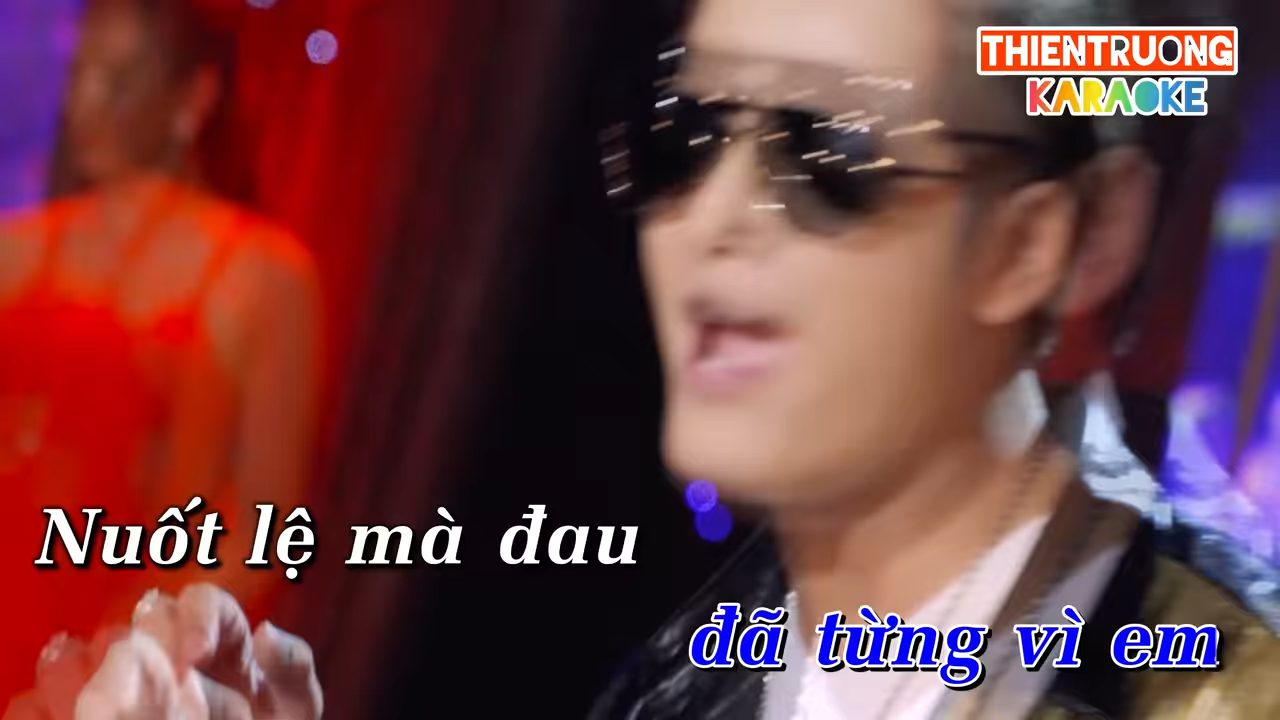 THIENTRUONG
KARAOKE
Nuốt lệ mà đau
đã từng vì em